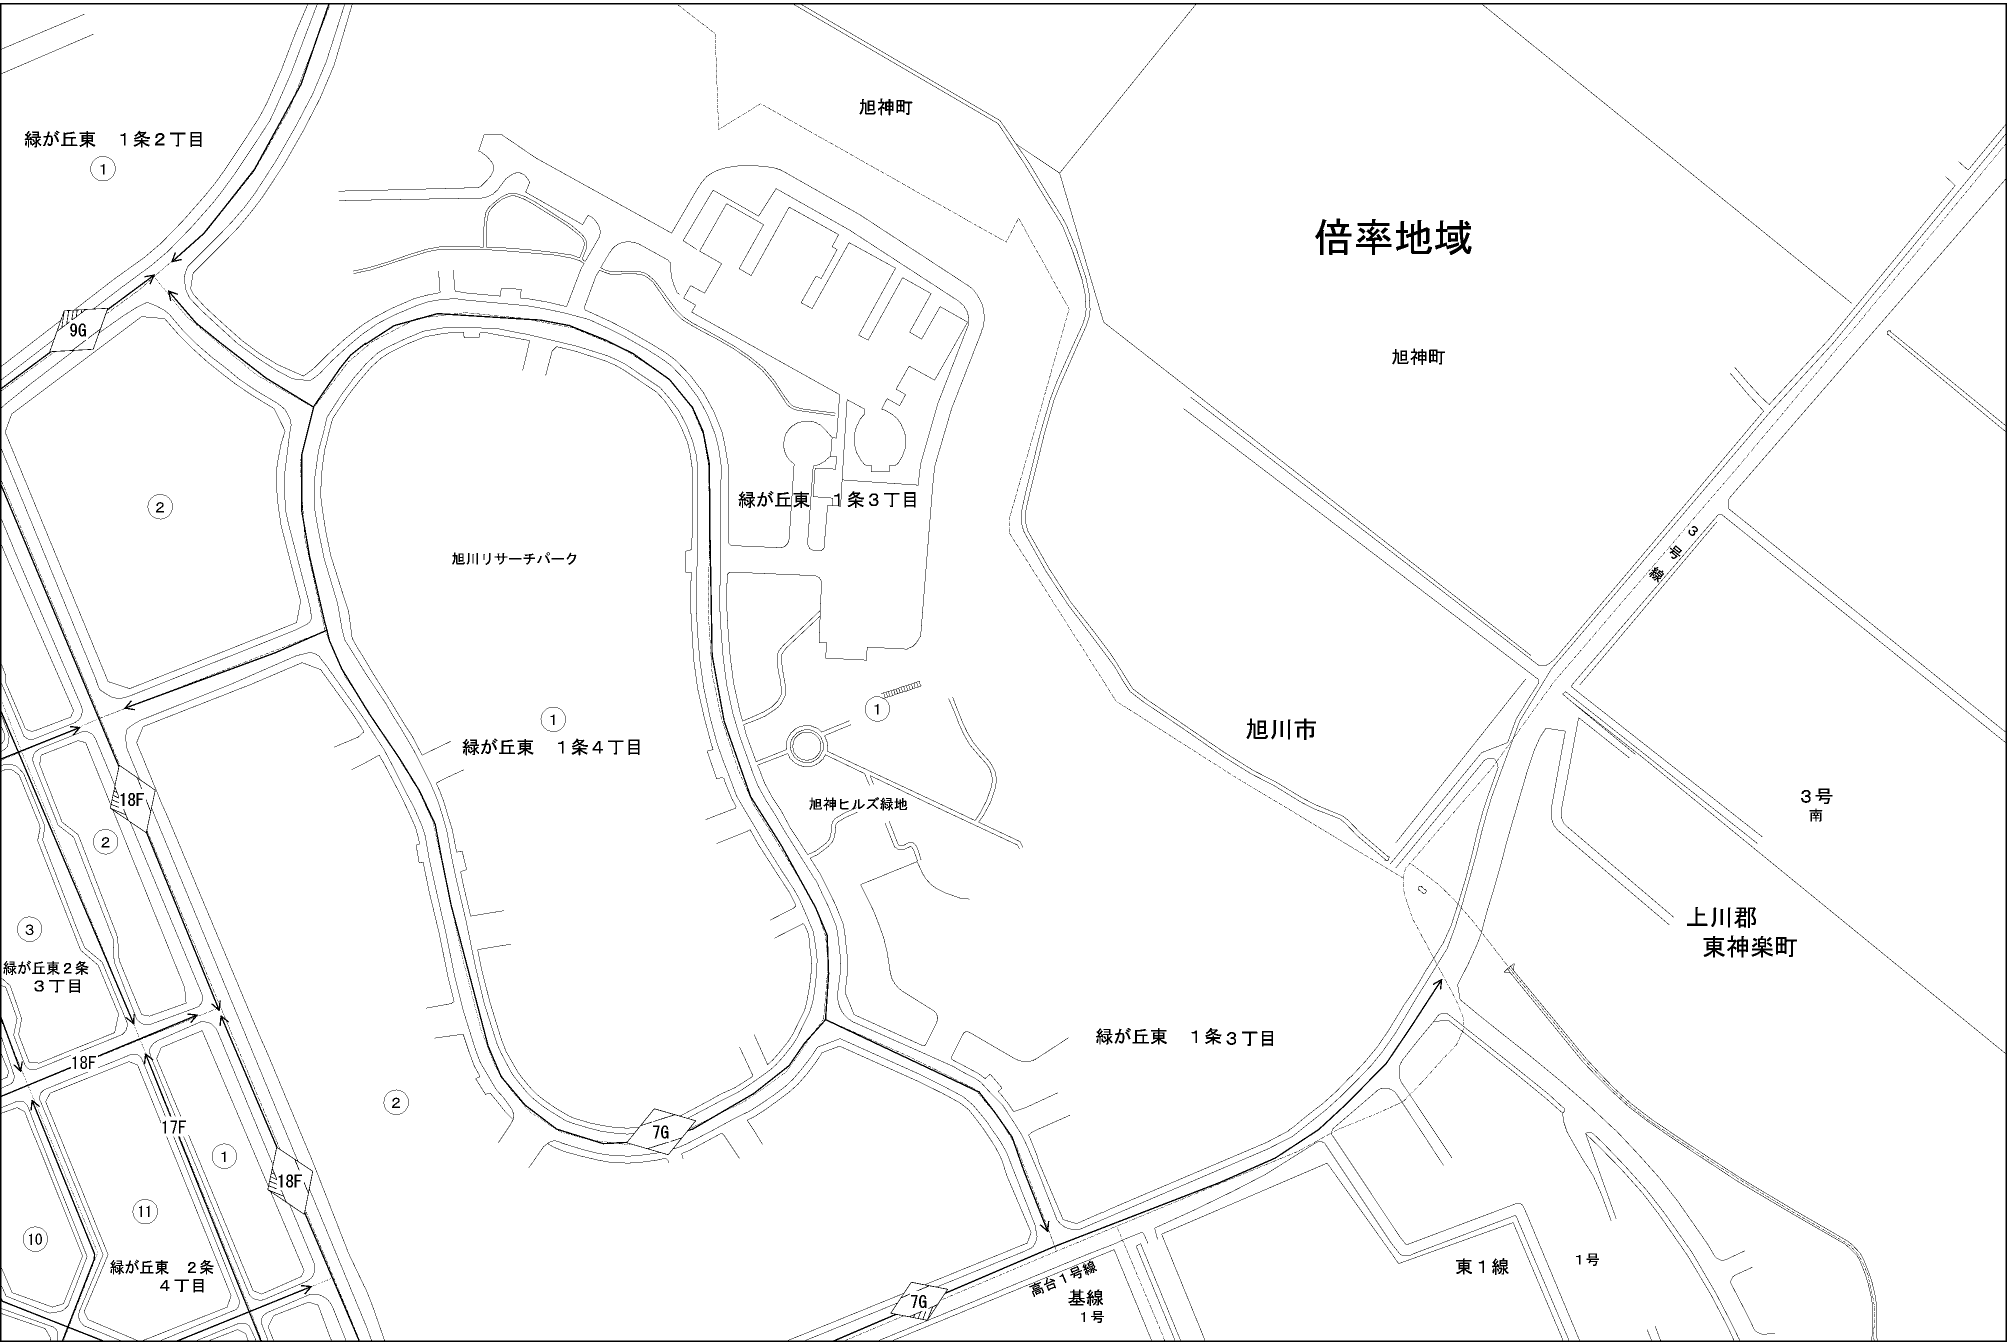 旭神町
緑が丘東　１条２丁目
①
倍率地域
9G
旭神町
緑が丘東　１条３丁目
②
３号線
旭川リサーチパーク
①
①
緑が丘東　１条４丁目
旭川市
18F
旭神ヒルズ緑地
３号
南
②
③
上川郡
東神楽町
緑が丘東２条
３丁目
緑が丘東　１条３丁目
18F
②
17F
7G
①
18F
⑪
⑩
緑が丘東　２条
４丁目
東１線
１号
高台１号線
7G
基線
１号